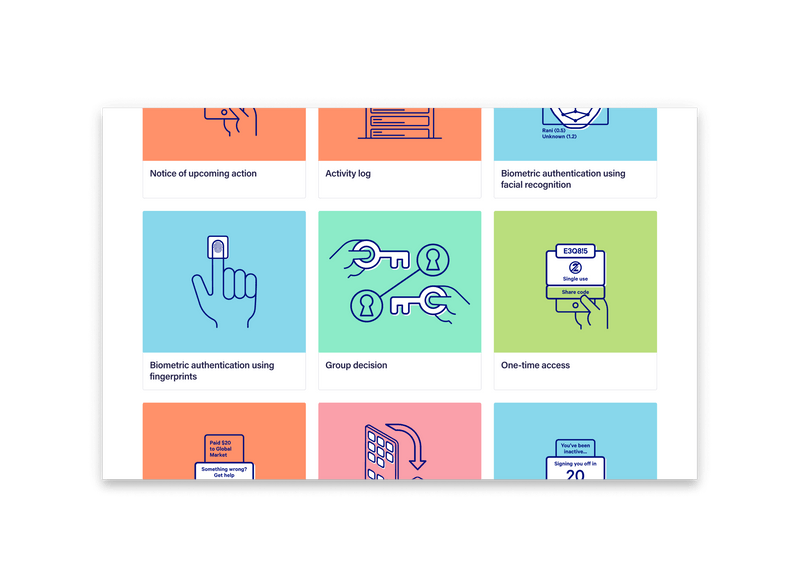 Rani (0.5)
Unknown (1.2)
Notice of upcoming action
Activity log
Biometric authentication using
facial recognition
E3Q8!5
Single use
Share code
Biometric authentication using
fingerprints
Group decision
One-time access
Paid $20
to Global
Market
Something wrong?
Get help
You've been
inactive...
Signing you off in
20